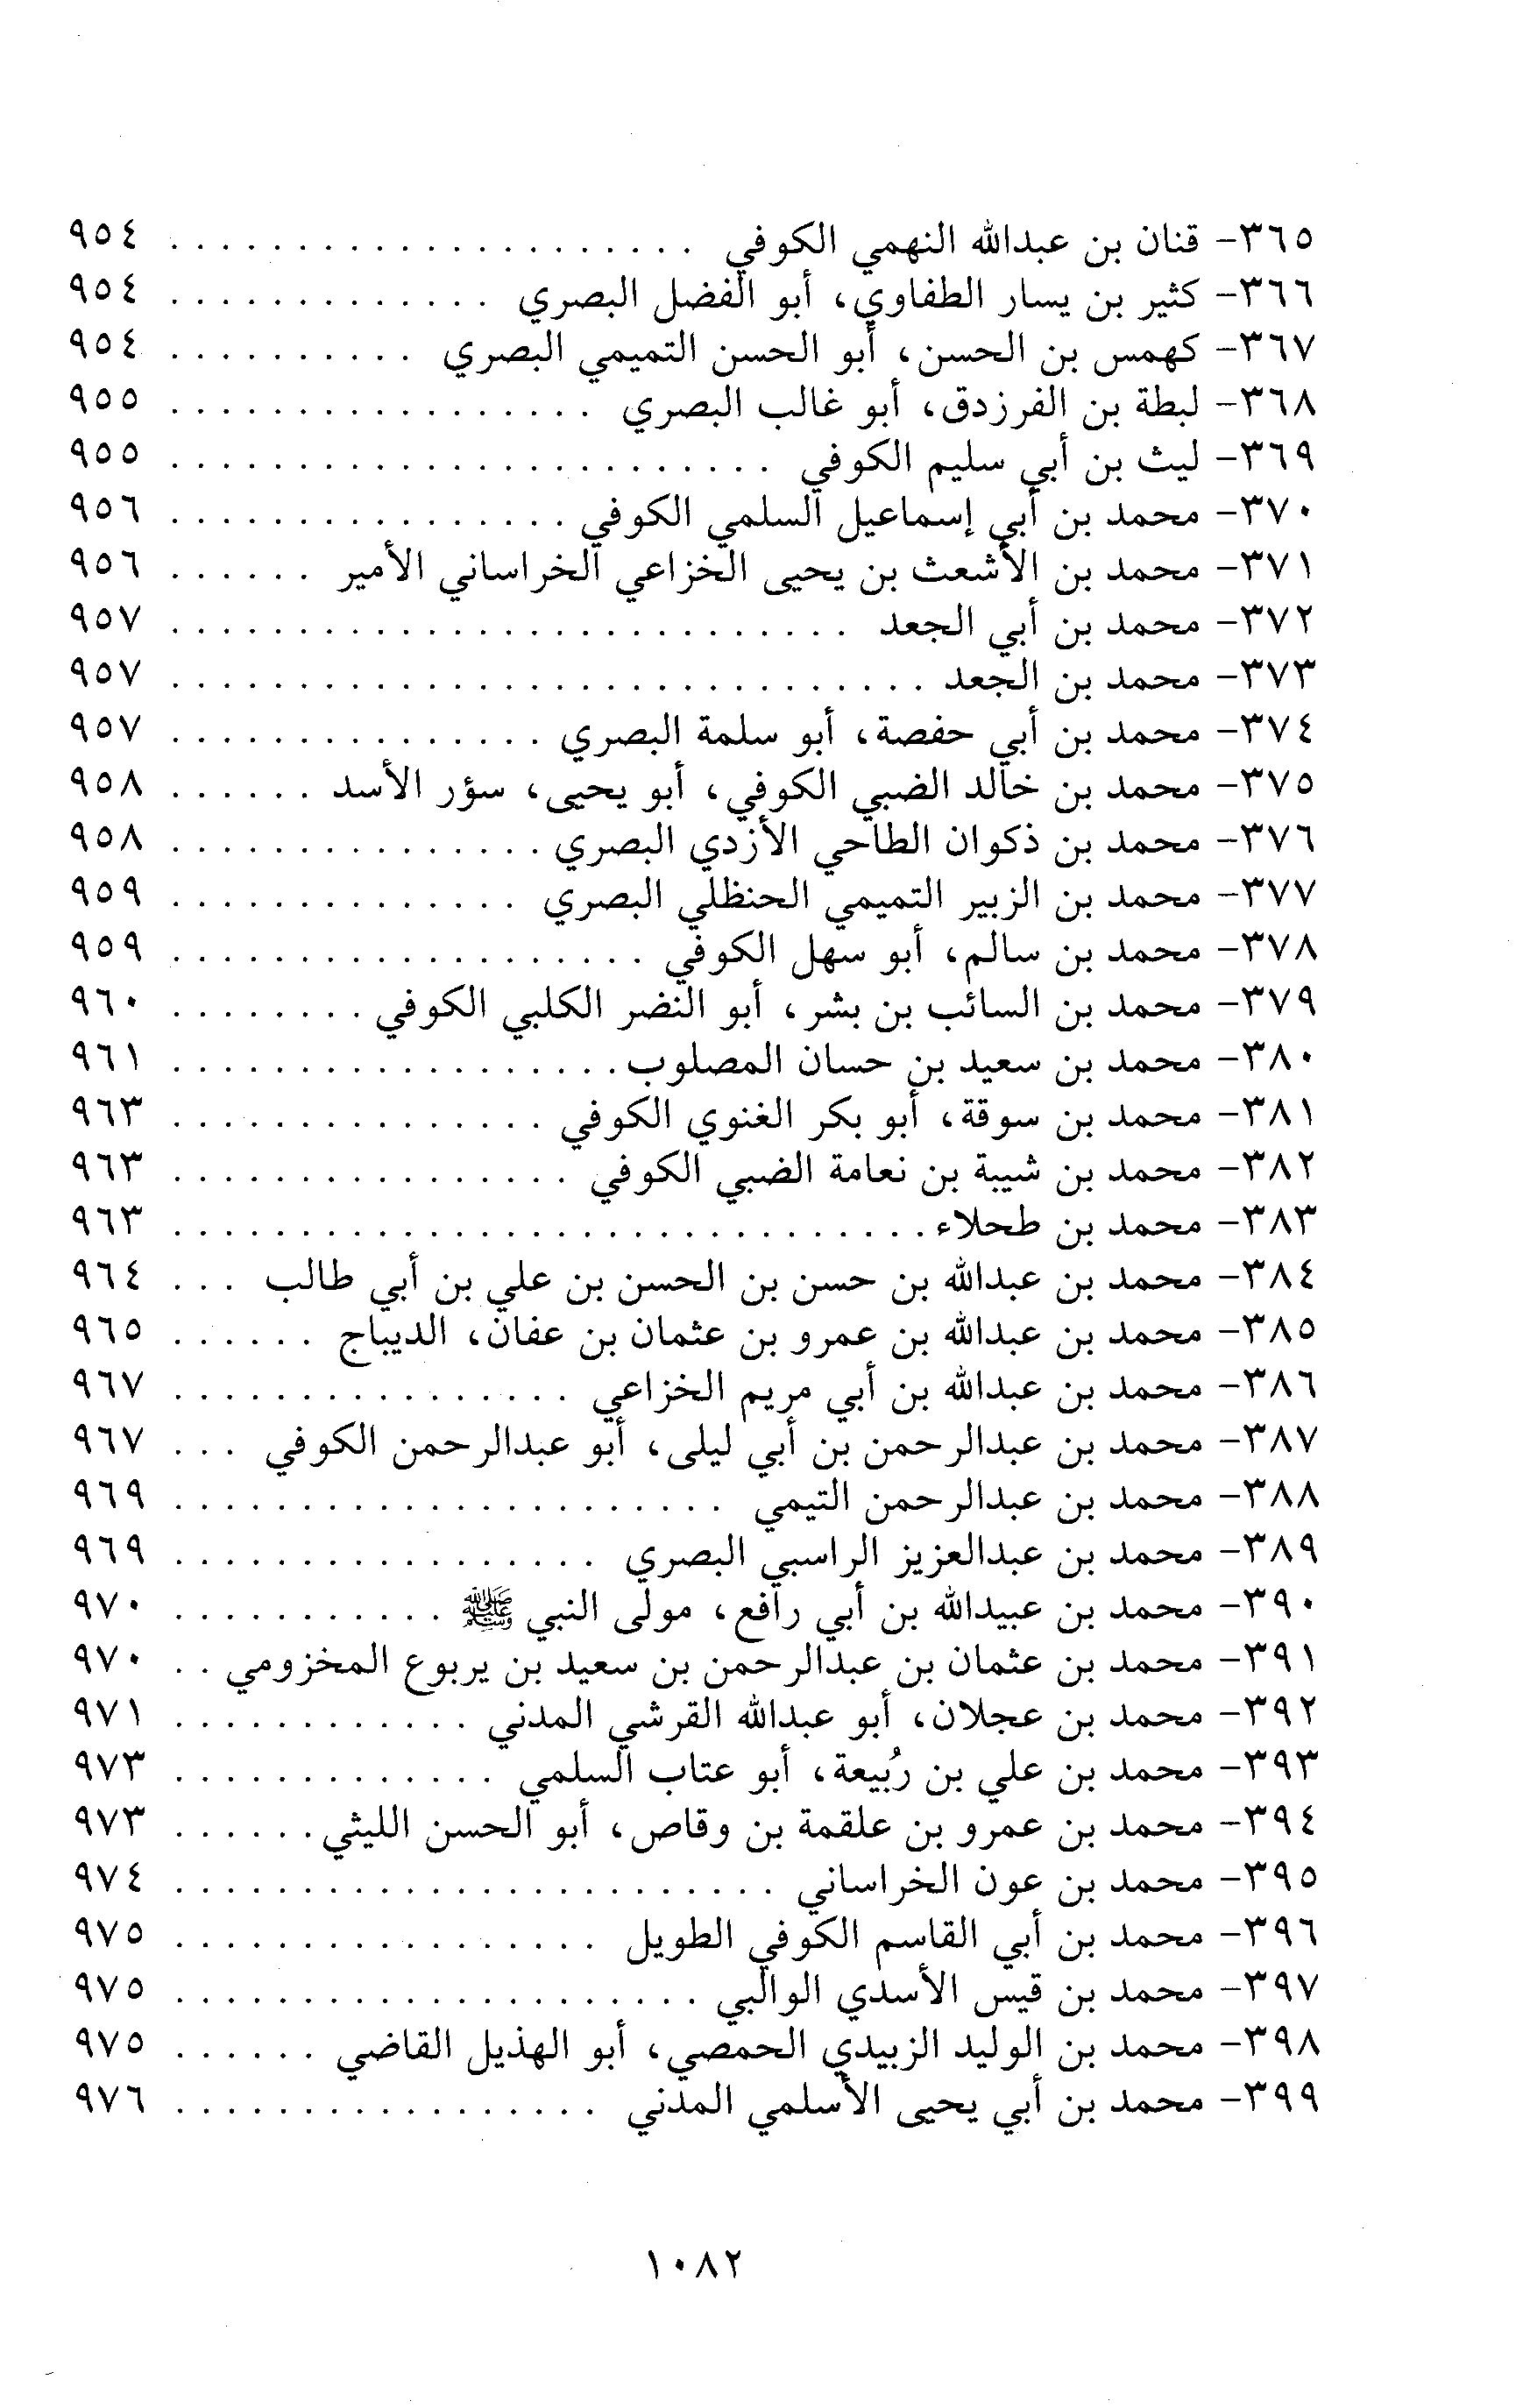 ٣٦٥- قنان بن عبدالله النهمي الكوفي . . . . . . . . . . . . . . . . . . . . . ٩٥٤
٣٦٦- كثير بن يسار الطفاوي، أبو الفضل البصري . . . . . . . . . . . . . ٩٥٤
٣٦٧- كهمس بن الحسن، أبو الحسن التميمي البصري . . . . . . . . . . ٩٥٤
٣٦٨- لبطة بن الفرزدق، أبو غالب البصري . . . . . . . . . . . . . . . . . ٩٥٥
٣٦٩- ليث بن أبي سليم الكوفي . . . . . . . . . . . . . . . . . . . . . . . . ٩٥٥
٣٧٠- محمد بن أبي إسماعيل السلمي الكوفي . . . . . . . . . . . . . . . . ٩٥٦
٣٧١- محمد بن الأشعث بن يحيى الخزاعي الخراساني الأمير . . . . . . ٩٥٦
٣٧٢- محمد بن أبي الجعد . . . . . . . . . . . . . . . . . . . . . . . . . . . ٩٥٧
٣٧٣- محمد بن الجعد . . . . . . . . . . . . . . . . . . . . . . . . . . . . . . ٩٥٧
٣٧٤- محمد بن أبي حفصة، أبو سلمة البصري . . . . . . . . . . . . . . . ٩٥٧
٣٧٥- محمد بن خالد الضبي الكوفي، أبو يحيى، سؤر الأسد . . . . . . ٩٥٨
٣٧٦- محمد بن ذكوان الطاحي الأزدي البصري . . . . . . . . . . . . . . . ٩٥٨
٣٧٧- محمد بن الزبير التميمي الحنظلي البصري . . . . . . . . . . . . . . ٩٥٩
٣٧٨- محمد بن سالم، أبو سهل الكوفي . . . . . . . . . . . . . . . . . . . ٩٥٩
٣٧٩- محمد بن السائب بن بشر، أبو النضر الكلبي الكوفي . . . . . . . . ٩٦٠
٣٨٠- محمد بن سعيد بن حسان المصلوب . . . . . . . . . . . . . . . . . . ٩٦١
٣٨١- محمد بن سوقة، أبو بكر الغنوي الكوفي . . . . . . . . . . . . . . . ٩٦٣
٣٨٢- محمد بن شيبة بن نعامة الضبي الكوفي . . . . . . . . . . . . . . . . ٩٦٣
٣٨٣- محمد بن طحلاء . . . . . . . . . . . . . . . . . . . . . . . . . . . . . . ٩٦٣
٣٨٤- محمد بن عبدالله بن حسن بن الحسن بن علي بن أبي طالب . . . ٩٦٤
٣٨٥- محمد بن عبدالله بن عمرو بن عثمان بن عفان، الديباج . . . . . . ٩٦٥
٣٨٦- محمد بن عبدالله بن أبي مريم الخزاعي . . . . . . . . . . . . . . . . ٩٦٧
٣٨٧- محمد بن عبدالرحمن بن أبي ليلى، أبو عبدالرحمن الكوفي . . . ٩٦٧
٣٨٨- محمد بن عبدالرحمن التيمي . . . . . . . . . . . . . . . . . . . . . . ٩٦٩
٣٨٩- محمد بن عبدالعزيز الراسبي البصري . . . . . . . . . . . . . . . . . ٩٦٩
٣٩٠- محمد بن عبيدالله بن أبي رافع، مولى النبي ﷺ . . . . . . . . . . . ٩٧٠
٣٩١- محمد بن عثمان بن عبدالرحمن بن سعيد بن يربوع المخزومي . . ٩٧٠
٣٩٢- محمد بن عجلان، أبو عبدالله القرشي المدني . . . . . . . . . . . . ٩٧١
٣٩٣- محمد بن علي بن رُبيعة، أبو عتاب السلمي . . . . . . . . . . . . . ٩٧٣
٣٩٤- محمد بن عمرو بن علقمة بن وقاص، أبو الحسن الليثي . . . . . . ٩٧٣
٣٩٥- محمد بن عون الخراساني . . . . . . . . . . . . . . . . . . . . . . . . ٩٧٤
٣٩٦- محمد بن أبي القاسم الكوفي الطويل . . . . . . . . . . . . . . . . . ٩٧٥
٣٩٧- محمد بن قيس الأسدي الوالبي . . . . . . . . . . . . . . . . . . . . . ٩٧٥
٣٩٨- محمد بن الوليد الزبيدي الحمصي، أبو الهذيل القاضي . . . . . . ٩٧٥
٣٩٩- محمد بن أبي يحيى الأسلمي المدني . . . . . . . . . . . . . . . . . ٩٧٦
١٠٨٢